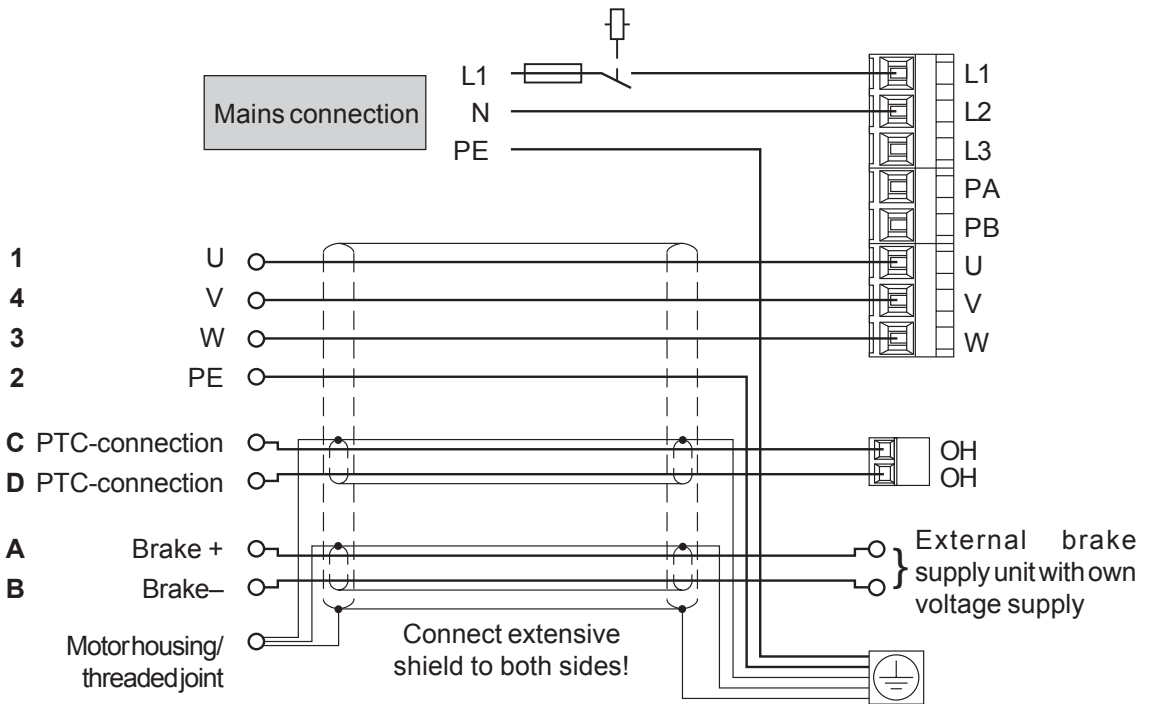 L1 L1
Mains connection N L2
PE L3
PA
PB
1 U U
4 V V
3 W W
2 PE
C PTC-connection OH
D PTC-connection OH
A Brake +
B Brake–
External brake
supply unit with own
voltage supply
}
Motor housing/
threaded joint
Connect extensive
shield to both sides!